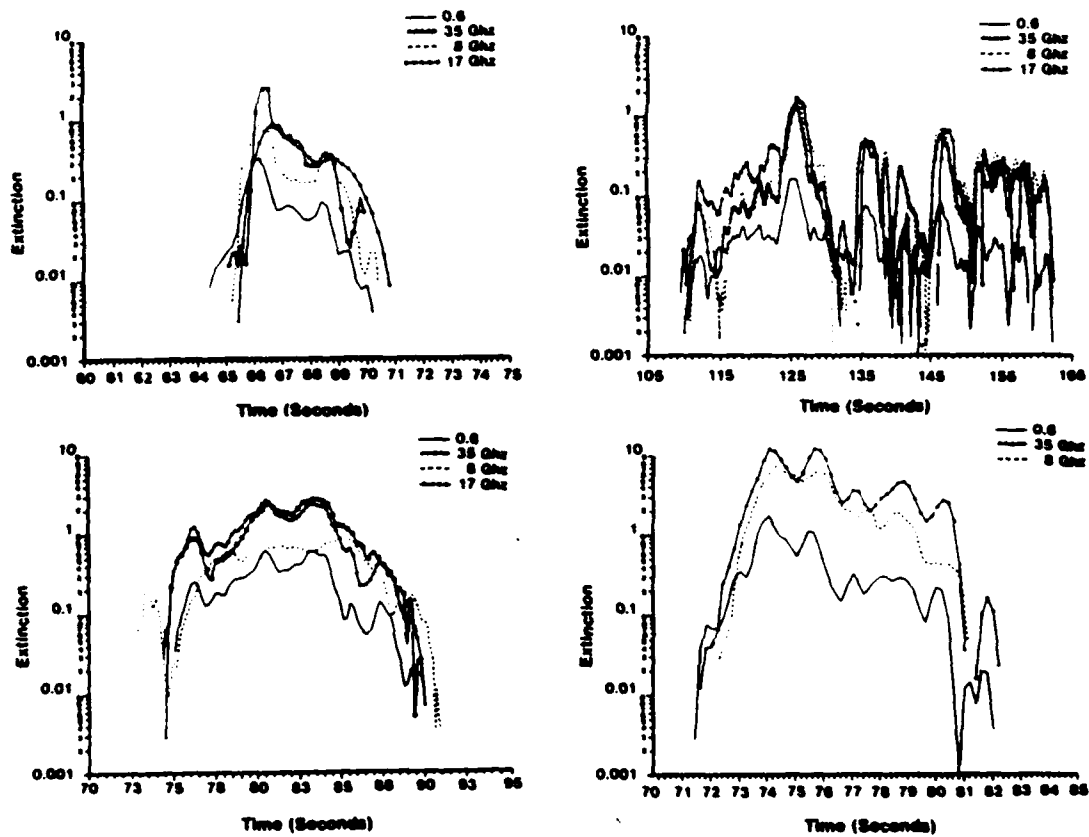 0.6
35 Ghz
8 Ghz
17 Ghz
10
1
0.1
0.01
0.001
Extinction
60 61 62 63 64 65 66 67 68 69 70 71 72 73 74 75
Time (Seconds)
0.6
35 Ghz
8 Ghz
17 Ghz
10
1
0.1
0.01
0.001
Extinction
105 115 125 135 145 155 165
Time (Seconds)
0.6
35 Ghz
8 Ghz
17 Ghz
10
1
0.1
0.01
0.001
Extinction
70 73 75 78 80 83 85 88 90 93 95
Time (Seconds)
0.6
35 Ghz
8 Ghz
10
1
0.1
0.01
0.001
Extinction
70 71 72 73 74 75 76 77 78 79 80 81 82 83 84 85
Time (Seconds)